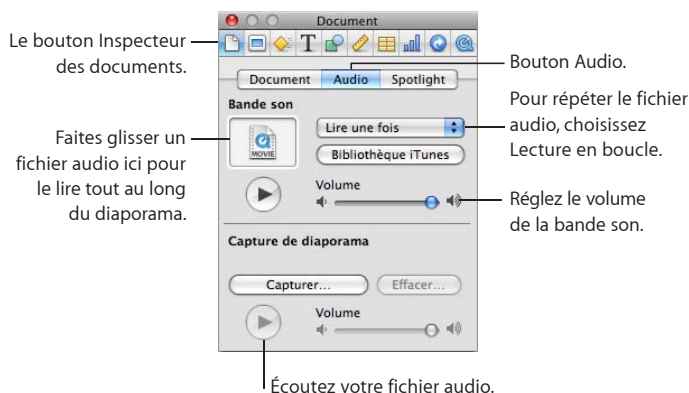 Document
Le bouton Inspecteur
des documents.
Document
Audio
Spotlight
Bouton Audio.
Bande son
Faites glisser un
fichier audio ici pour
le lire tout au long
du diaporama.
MOVIE
Lire une fois
Bibliothèque iTunes
Pour répéter le fichier
audio, choisissez
Lecture en boucle.
Volume
Réglez le volume
de la bande son.
Capture de diaporama
Capturer...
Effacer...
Volume
Écoutez votre fichier audio.